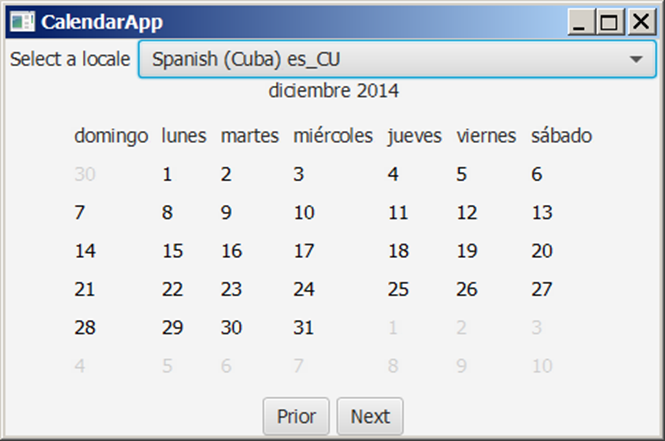 CalendarApp
Select a locale Spanish (Cuba) es_CU
diciembre 2014
domingo lunes martes miércoles jueves viernes sábado
30 1 2 3 4 5 6
7 8 9 10 11 12 13
14 15 16 17 18 19 20
21 22 23 24 25 26 27
28 29 30 31 1 2 3
4 5 6 7 8 9 10
Prior Next